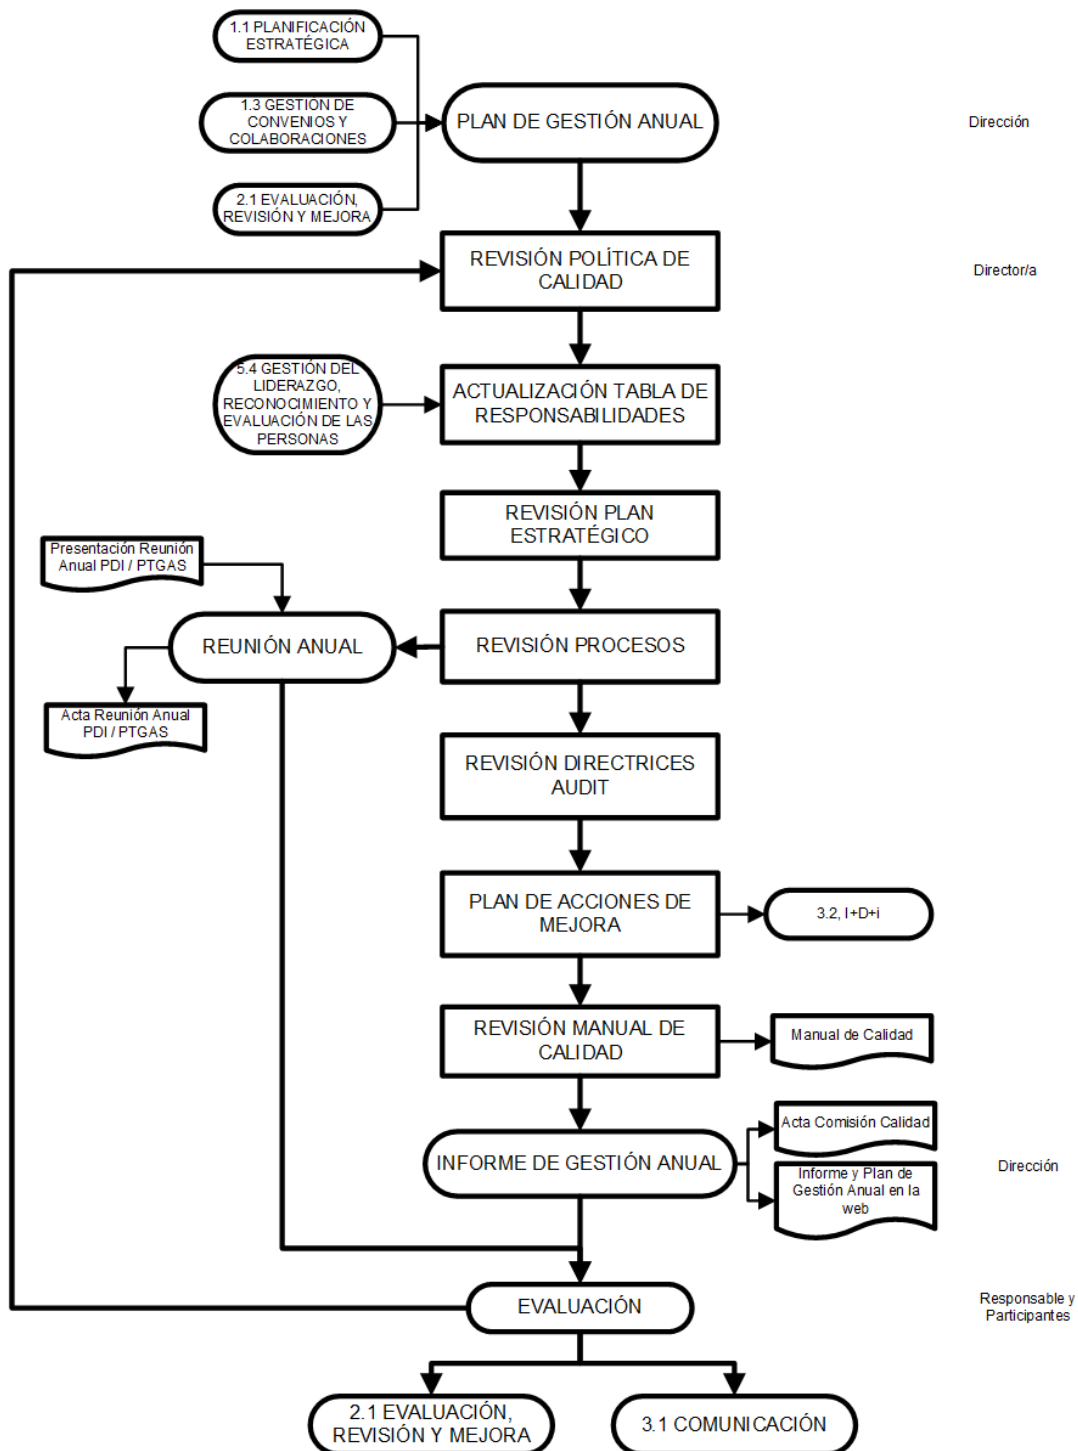 1.1 PLANIFICACIÓN
ESTRATÉGICA
1.3 GESTIÓN DE
CONVENIOS Y
COLABORACIONES
PLAN DE GESTIÓN ANUAL
Dirección
2.1 EVALUACIÓN,
REVISIÓN Y MEJORA
REVISIÓN POLÍTICA DE
CALIDAD
Director/a
5.4 GESTIÓN DEL
LIDERAZGO,
RECONOCIMIENTO Y
EVALUACIÓN DE LAS
PERSONAS
ACTUALIZACIÓN TABLA DE
RESPONSABILIDADES
REVISIÓN PLAN
ESTRATÉGICO
Presentación Reunión
Anual PDI / PTGAS
REUNIÓN ANUAL
REVISIÓN PROCESOS
Acta Reunión Anual
PDI / PTGAS
REVISIÓN DIRECTRICES
AUDIT
PLAN DE ACCIONES DE
MEJORA
3.2, I+D+i
REVISIÓN MANUAL DE
CALIDAD
Manual de Calidad
INFORME DE GESTIÓN ANUAL
Acta Comisión Calidad
Informe y Plan de
Gestión Anual en la
web
Dirección
EVALUACIÓN
Responsable y
Participantes
2.1 EVALUACIÓN,
REVISIÓN Y MEJORA
3.1 COMUNICACIÓN